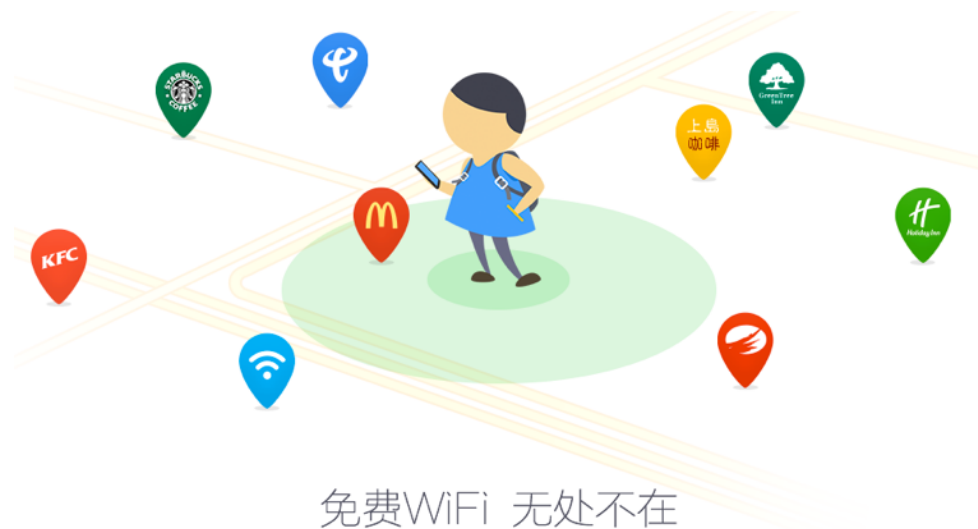 STARBUCKS
COFFEE
GreenTree
Inn
上島
咖啡
Holiday Inn
KFC
免费WiFi 无处不在